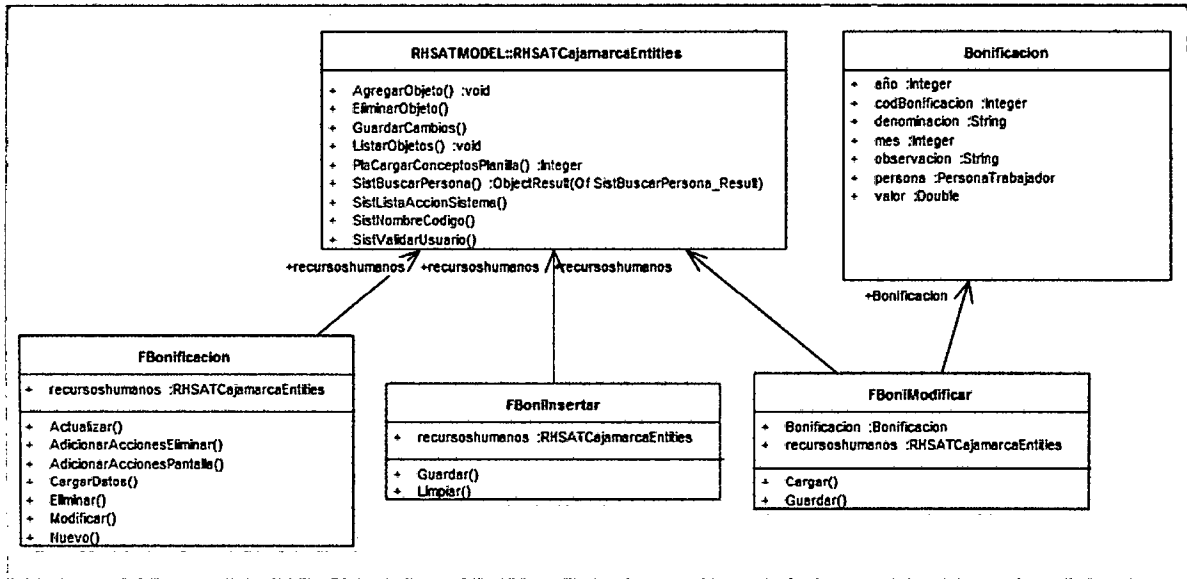 RHSATMODEL::RHSATCajamarcaEntities
+ AgregarObjeto() :void
+ EliminarObjeto()
+ GuardarCambios()
+ ListarObjetos() :void
+ PlaCargarConceptosPlanilla() :Integer
+ SistBuscarPersona() :ObjectResult(Of SistBuscarPersona_Result)
+ SistListaAccionSistema()
+ SistNombreCodigo()
+ SistValidarUsuario()
Bonificacion
+ año :Integer
+ codBonificacion :Integer
+ denominacion :String
+ mes :Integer
+ observacion :String
+ persona :PersonaTrabajador
+ valor :Double
+recursoshumanos
+recursoshumanos
+recursoshumanos
+Bonificacion
FBonificacion
+ recursoshumanos :RHSATCajamarcaEntities
+ Actualizar()
+ AdicionarAccionesEliminar()
+ AdicionarAccionesPantalla()
+ CargarDatos()
+ Eliminar()
+ Modificar()
+ Nuevo()
FBoniInsertar
+ recursoshumanos :RHSATCajamarcaEntities
+ Guardar()
+ Limpiar()
FBoniModificar
+ Bonificacion :Bonificacion
+ recursoshumanos :RHSATCajamarcaEntities
+ Cargar()
+ Guardar()